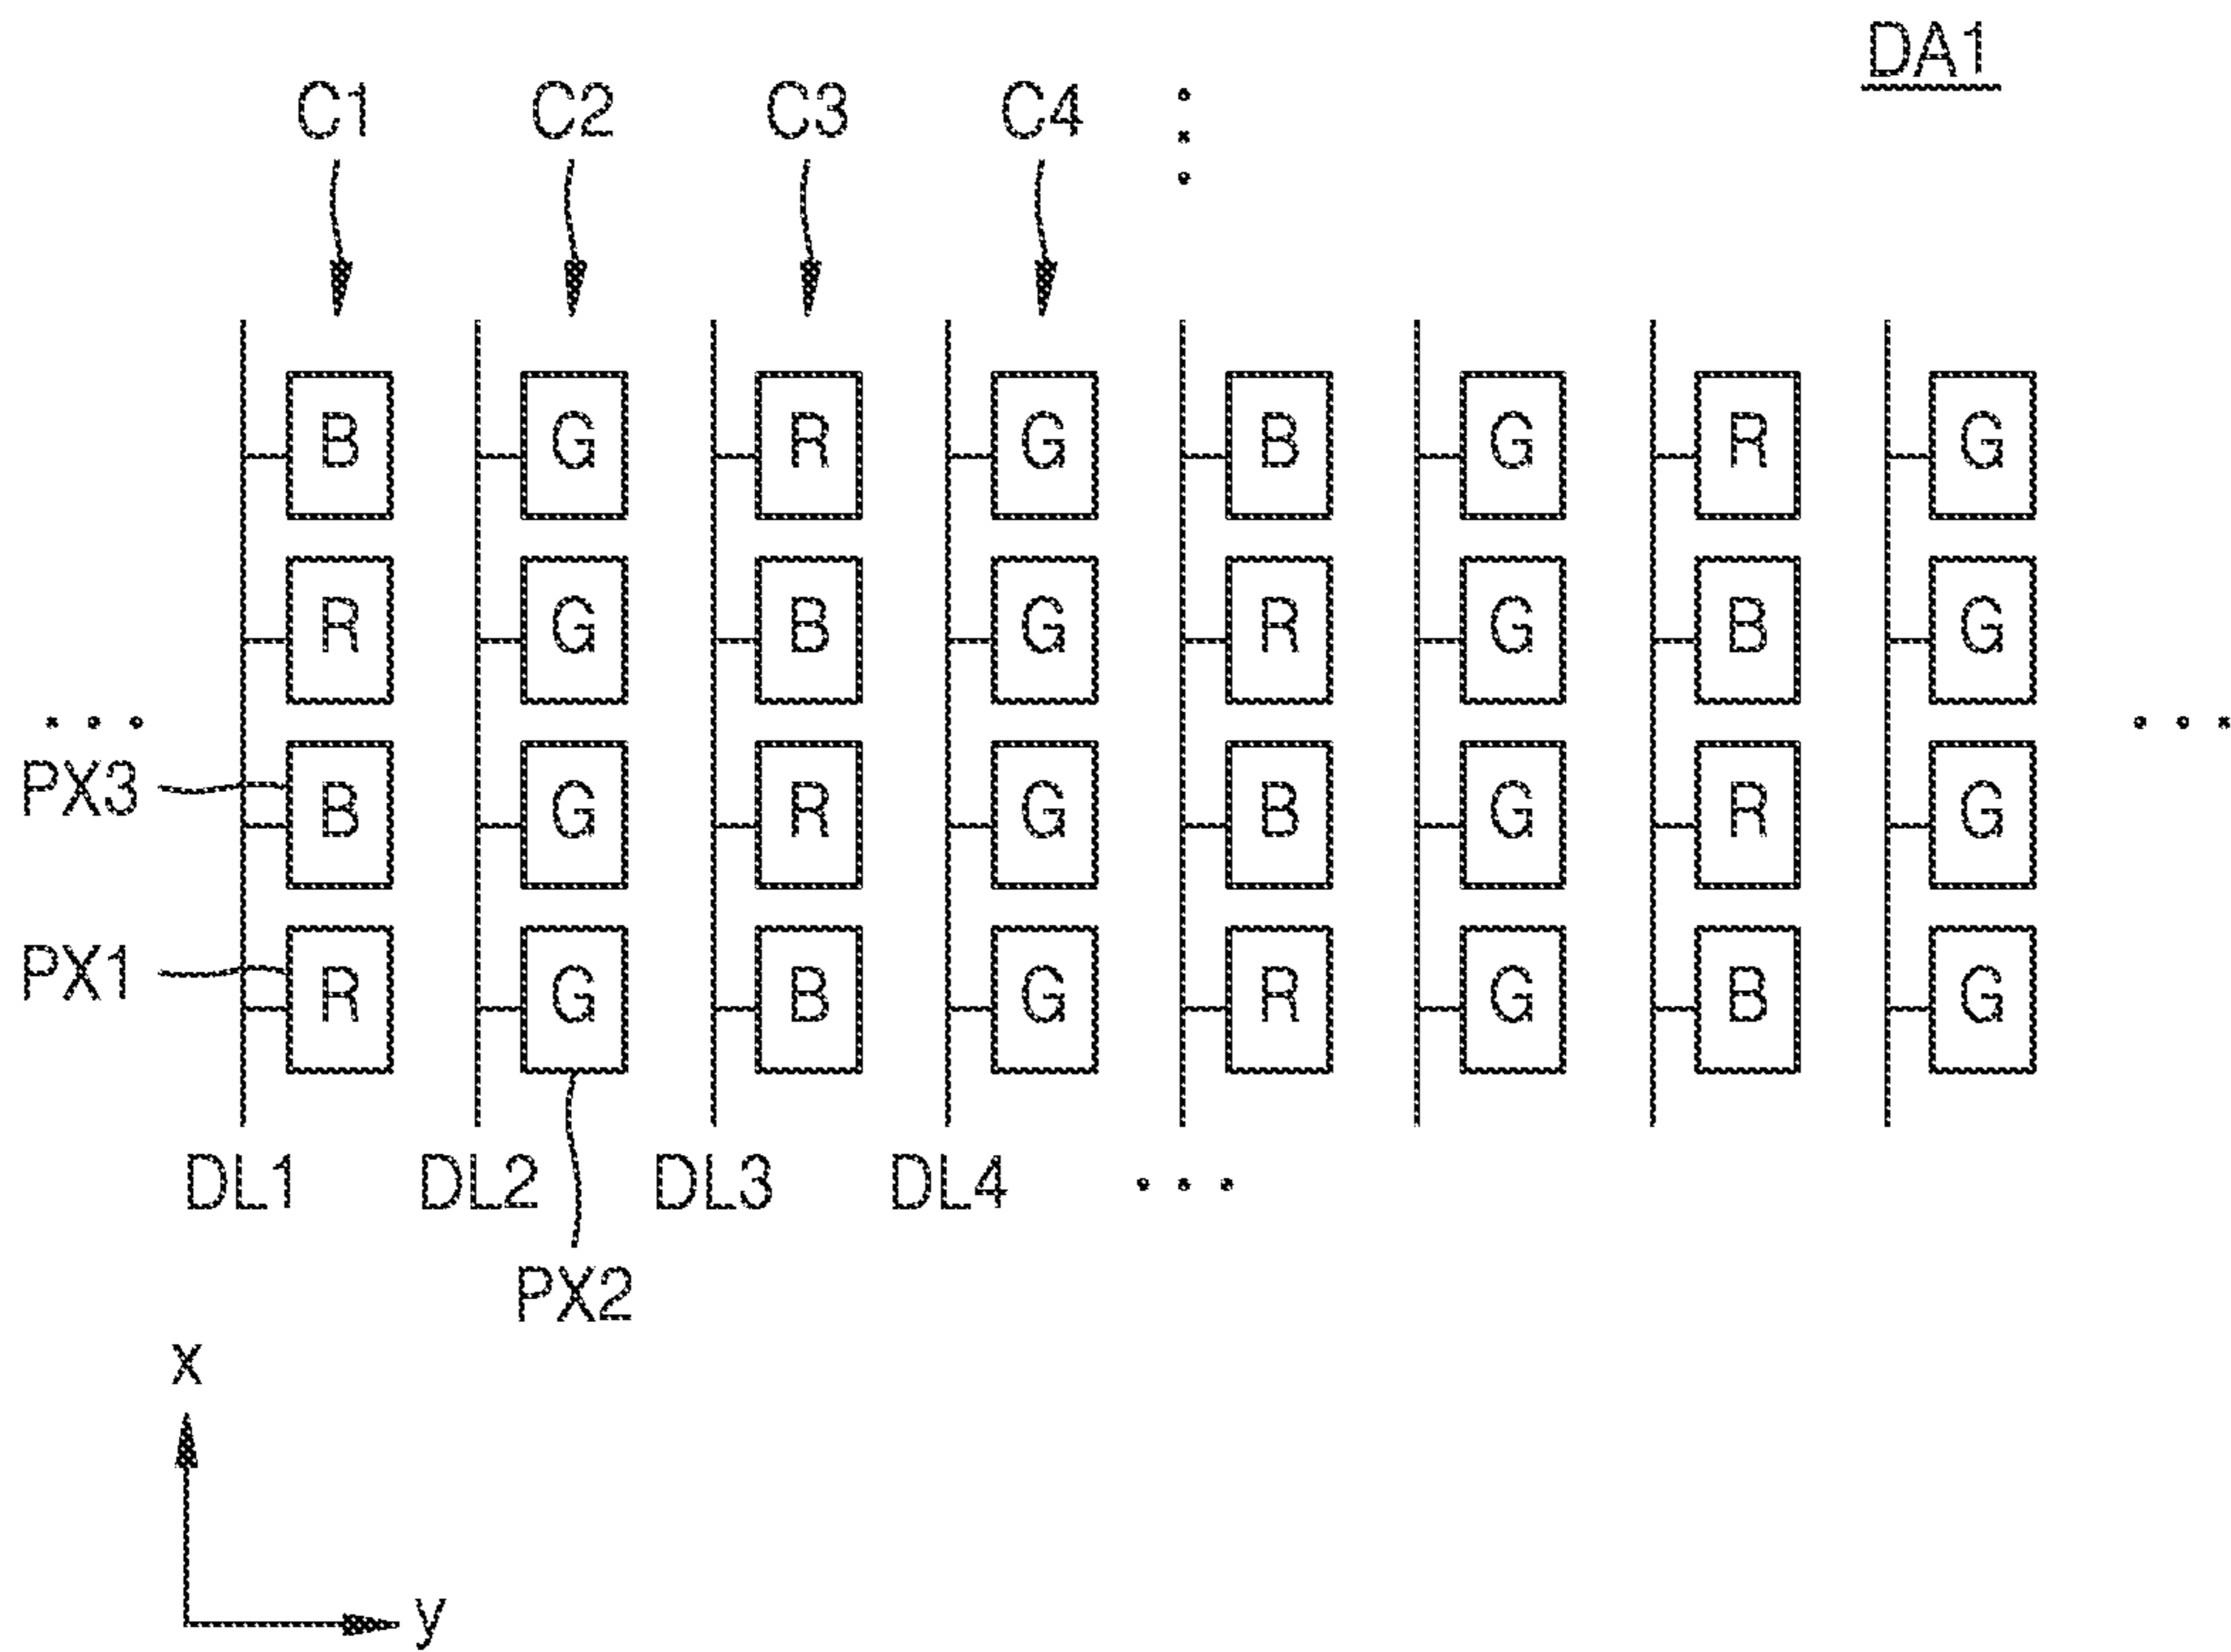 DA1
C1 C2 C3 C4
B G R G B G R G
R G B G R G B G
PX3 B G R G B G R G
PX1 R G B G R G B G
DL1 DL2 DL3 DL4 ...
PX2
x
y